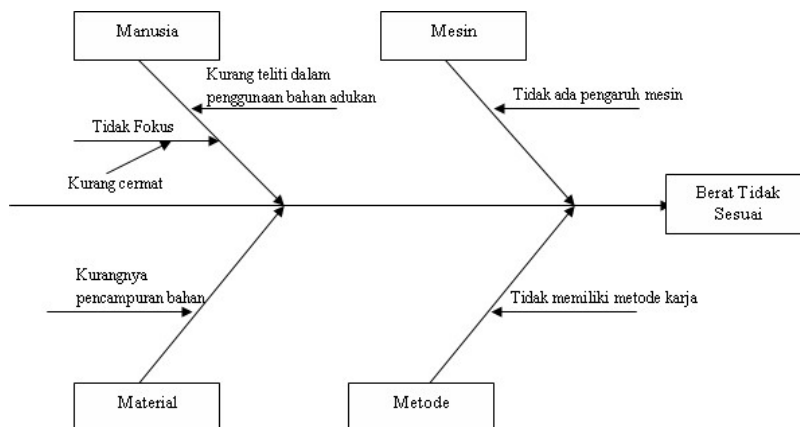 Manusia
Mesin
Kurang teliti dalam
penggunaan bahan adukan
Tidak ada pengaruh mesin
Tidak Fokus
Kurang cermat
Berat Tidak
Sesuai
Kurangnya
pencampuran bahan
Tidak memiliki metode karja
Material
Metode